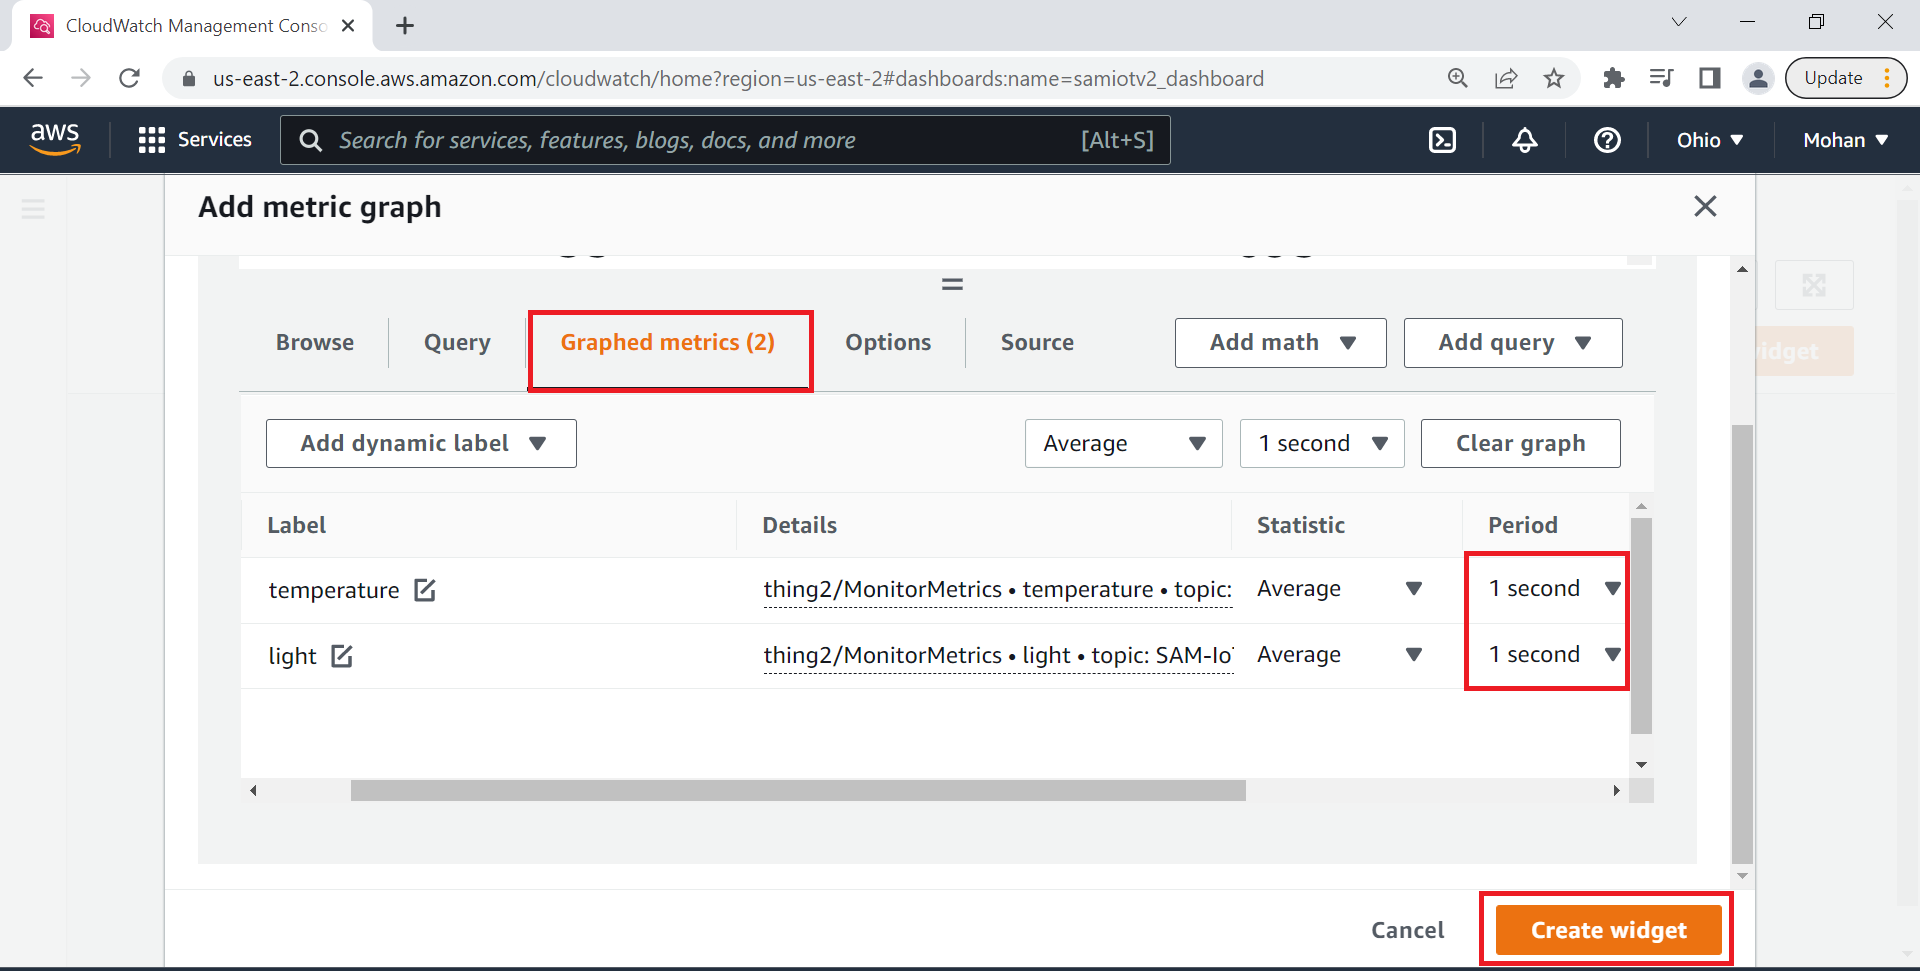 CloudWatch Management Conso
us-east-2.console.aws.amazon.com/cloudwatch/home?region=us-east-2#dashboards:name=samiotv2_dashboard
Update
aws
Services
Search for services, features, blogs, docs, and more
[Alt+S]
Ohio
Mohan
Add metric graph
Browse
Query
Graphed metrics (2)
Options
Source
Add math
Add query
widget
Add dynamic label
Average
1 second
Clear graph
Label
Details
Statistic
Period
temperature
thing2/MonitorMetrics • temperature • topic:
Average
1 second
light
thing2/MonitorMetrics • light • topic: SAM-IoT
Average
1 second
Cancel
Create widget